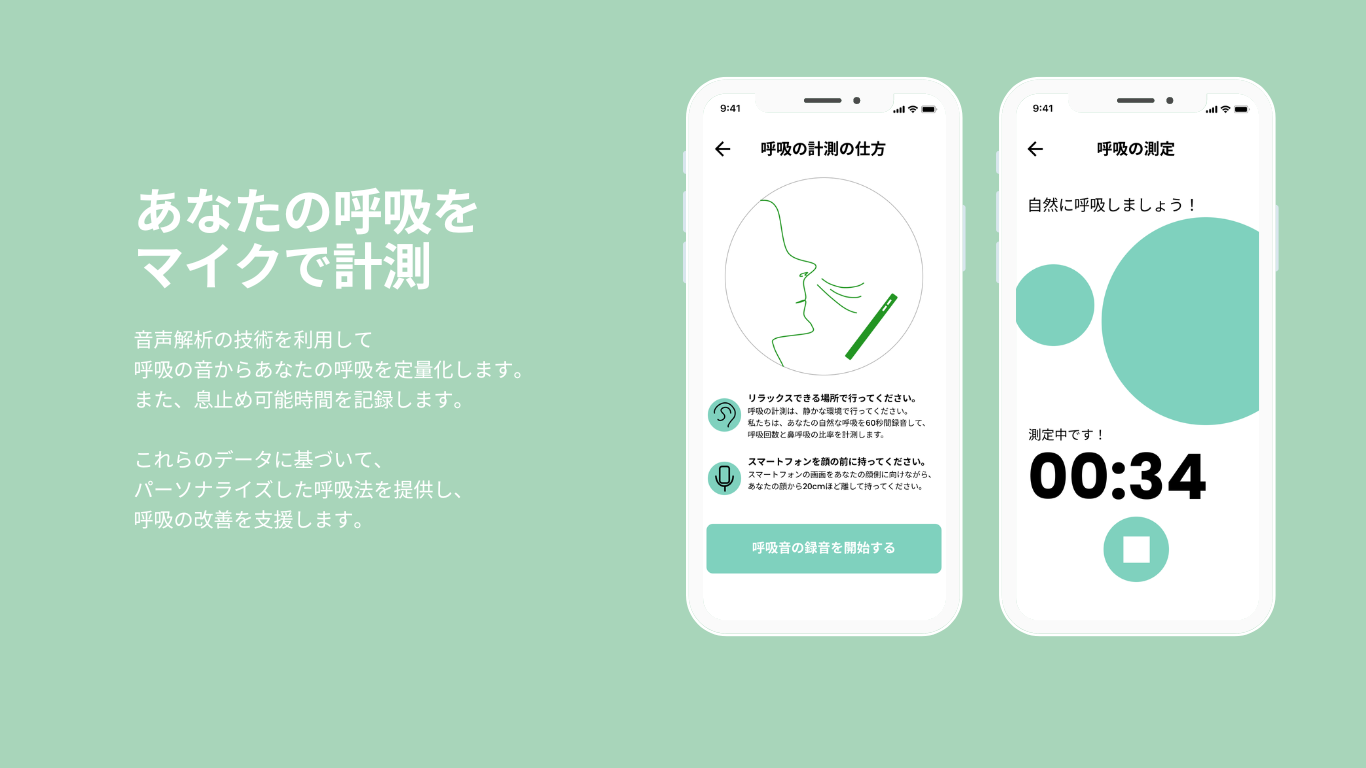 あなたの呼吸を
マイクで計測
音声解析の技術を利用して
呼吸の音からあなたの呼吸を定量化します。
また、息止め可能時間を記録します。
これらのデータに基づいて、
パーソナライズした呼吸法を提供し、
呼吸の改善を支援します。
9:41
呼吸の計測の仕方
リラックスできる場所で行ってください。
呼吸の計測は、静かな環境で行ってください。
私たちは、あなたの自然な呼吸を60秒間録音して、
呼吸回数と鼻呼吸の比率を計測します。
スマートフォンを顔の前に持ってください。
スマートフォンの画面をあなたの顔側に向けながら、
あなたの顔から20cmほど離して持ってください。
呼吸音の録音を開始する
9:41
呼吸の測定
自然に呼吸しましょう！
測定中です！
00:34